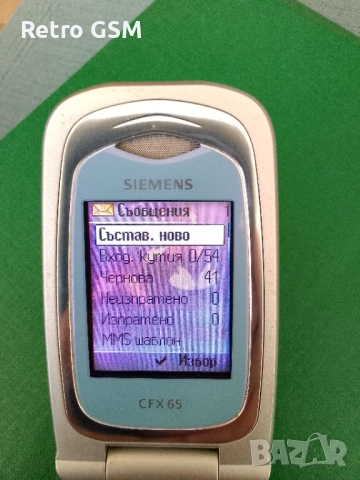 Retro GSM
SIEMENS
Съобщения
Състав. ново
Вход. кутия 0/54
Чернова 41
Неизпратено 0
Изпратено 0
MMS шаблон
Избор
CFX65
BAZAR